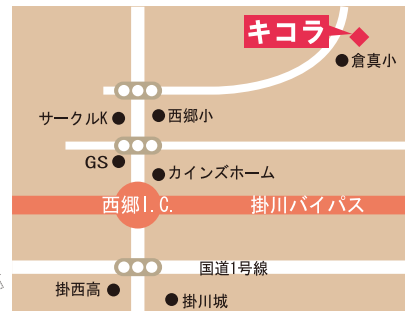 キコラ
倉真小
サークルK
西郷小
GS
カインズホーム
西郷I.C.
掛川バイパス
国道1号線
掛西高
掛川城